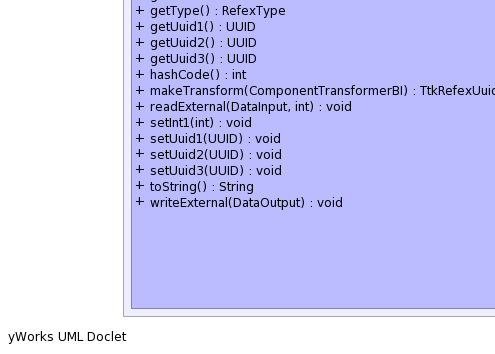 + getType() : RefexType
+ getUuid1() : UUID
+ getUuid2() : UUID
+ getUuid3() : UUID
+ hashCode() : int
+ makeTransform(ComponentTransformerBI) : TtkRefexUuid
+ readExternal(DataInput, int) : void
+ setInt1(int) : void
+ setUuid1(UUID) : void
+ setUuid2(UUID) : void
+ setUuid3(UUID) : void
+ toString() : String
+ writeExternal(DataOutput) : void
yWorks UML Doclet